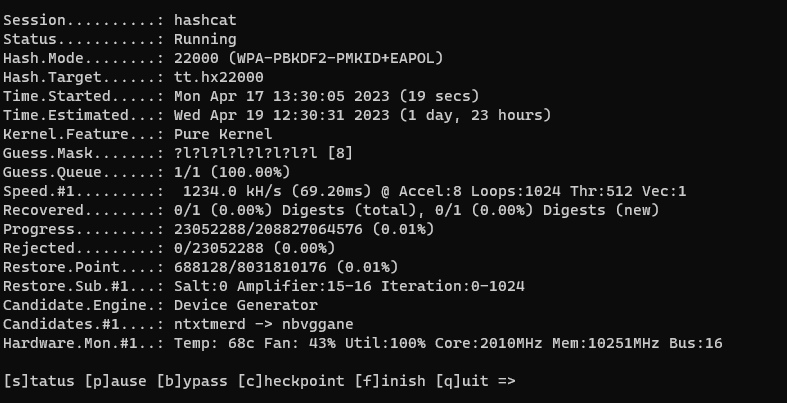 Session..........: hashcat
Status...........: Running
Hash.Mode........: 22000 (WPA-PBKDF2-PMKID+EAPOL)
Hash.Target......: tt.hx22000
Time.Started.....: Mon Apr 17 13:30:05 2023 (19 secs)
Time.Estimated...: Wed Apr 19 12:30:31 2023 (1 day, 23 hours)
Kernel.Feature...: Pure Kernel
Guess.Mask.......: ?l?l?l?l?l?l?l?l [8]
Guess.Queue......: 1/1 (100.00%)
Speed.#1.........:  1234.0 kH/s (69.20ms) @ Accel:8 Loops:1024 Thr:512 Vec:1
Recovered........: 0/1 (0.00%) Digests (total), 0/1 (0.00%) Digests (new)
Progress.........: 23052288/208827064576 (0.01%)
Rejected.........: 0/23052288 (0.00%)
Restore.Point....: 688128/8031810176 (0.01%)
Restore.Sub.#1...: Salt:0 Amplifier:15-16 Iteration:0-1024
Candidate.Engine.: Device Generator
Candidates.#1....: ntxtmerd -> nbvggane
Hardware.Mon.#1..: Temp: 68c Fan: 43% Util:100% Core:2010MHz Mem:10251MHz Bus:16
[s]tatus [p]ause [b]ypass [c]heckpoint [f]inish [q]uit =>